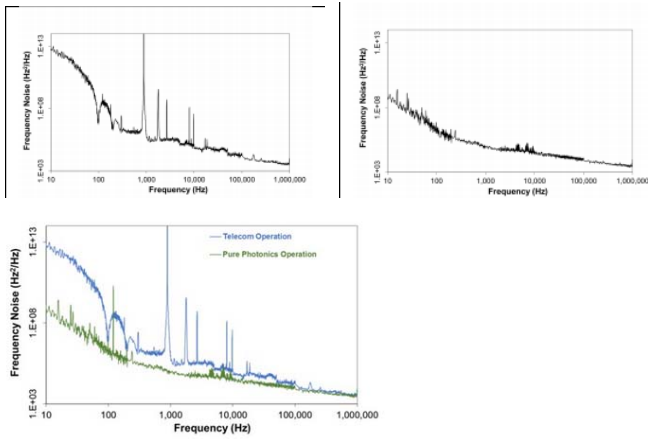 Frequency Noise (Hz²/Hz)
1.E+13
1.E+08
1.E+03
10 100 1,000 10,000 100,000 1,000,000
Frequency (Hz)
Frequency Noise (Hz²/Hz)
1.E+13
1.E+08
1.E+03
10 100 1,000 10,000 100,000 1,000,000
Frequency (Hz)
Frequency Noise (Hz²/Hz)
1.E+13
1.E+08
1.E+03
Telecom Operation
Pure Photonics Operation
10 100 1,000 10,000 100,000 1,000,000
Frequency (Hz)